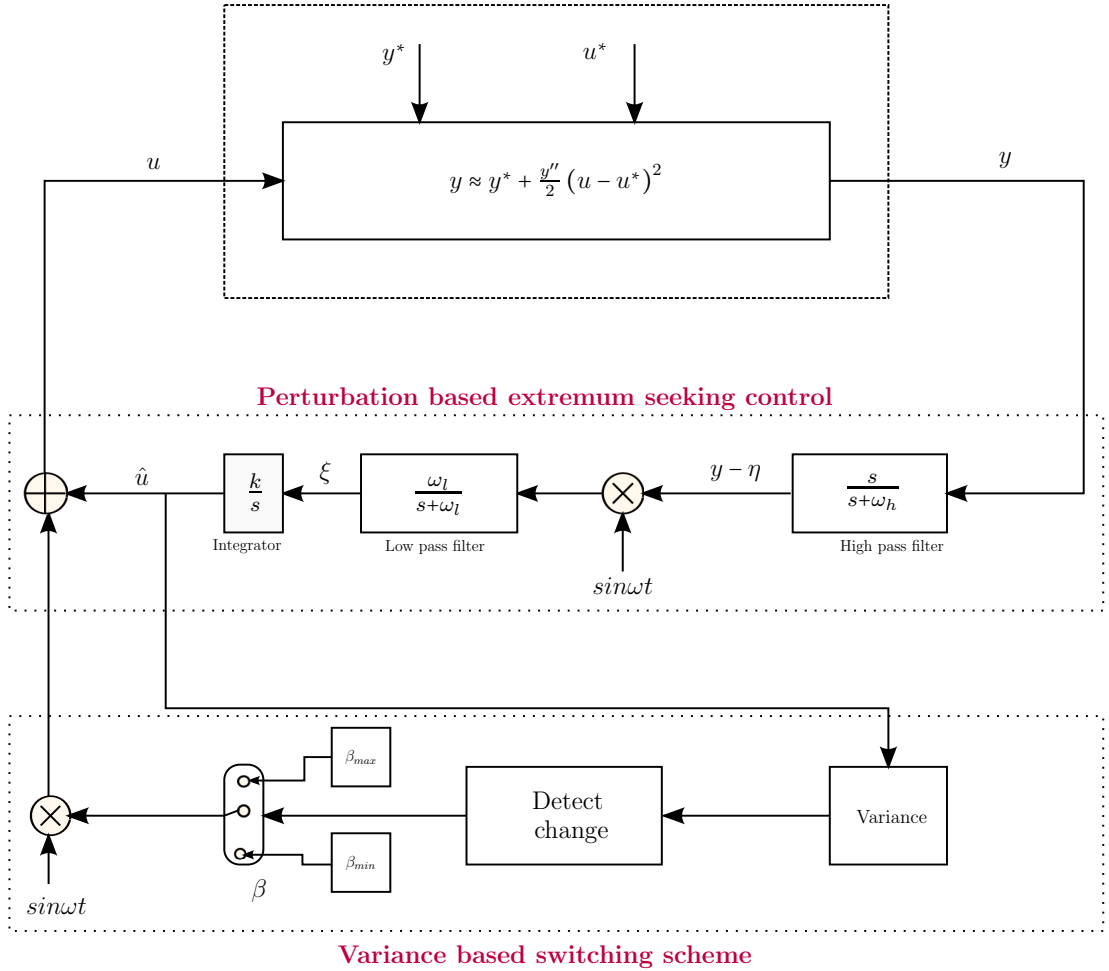 y* u*
u
y ≈ y* + y''/2 (u − u*)²
y
Perturbation based extremum seeking control
û
k/s
ξ
ω_l/(s+ω_l)
y − η
s/(s+ω_h)
Integrator
Low pass filter
High pass filter
sinωt
β_max
Detect
change
Variance
β_min
β
sinωt
Variance based switching scheme